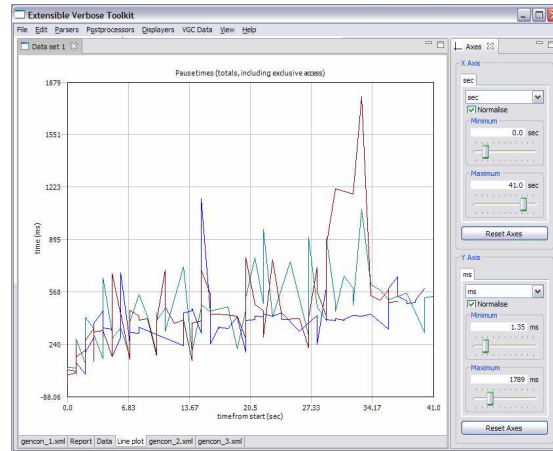 Extensible Verbose Toolkit
File Edit Parsers Postprocessors Displayers VGC Data View Help
Data set 1
Pausetimes (totals, including exclusive access)
1879
1551
1223
895
568
240
-88.06
time (ms)
0.0 6.83 13.67 20.5 27.33 34.17 41.0
timefrom start (sec)
gencon_1.xml Report Data Line plot gencon_2.xml gencon_3.xml
Axes
X Axis
sec
sec
Normalise
Minimum
0.0 sec
Maximum
41.0 sec
Reset Axes
Y Axis
ms
ms
Normalise
Minimum
1.35 ms
Maximum
1789 ms
Reset Axes